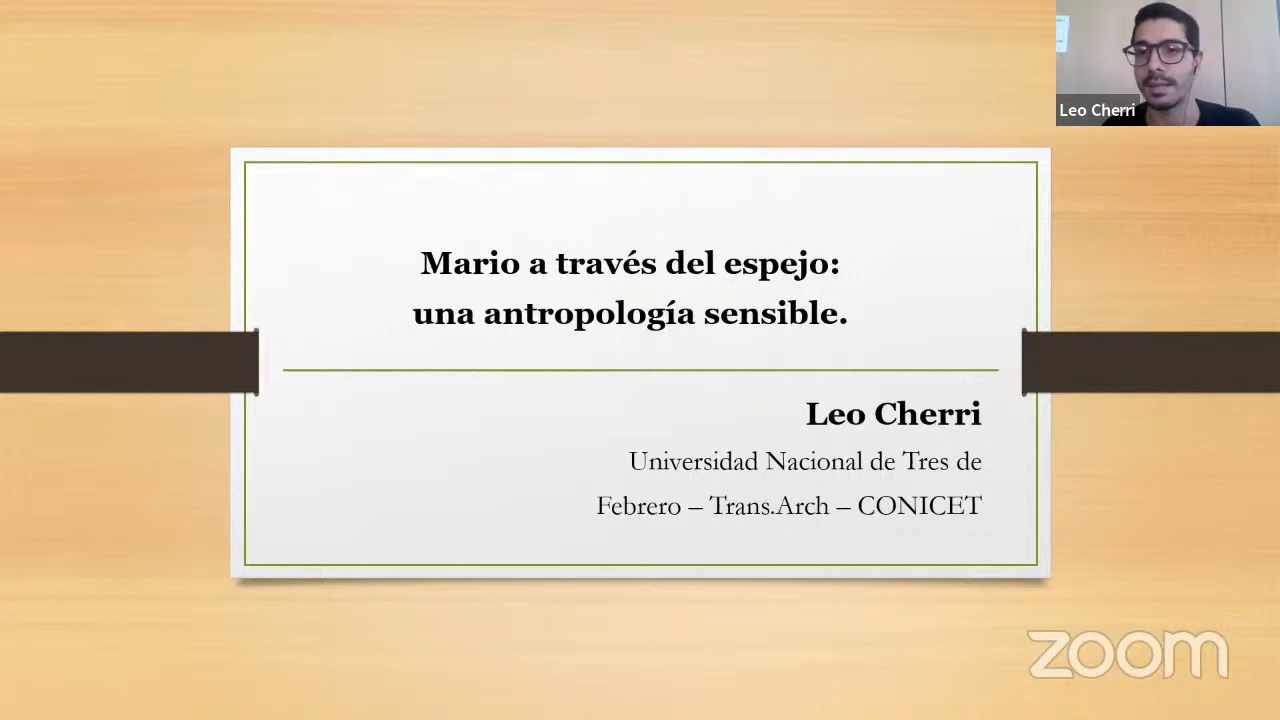 Leo Cherri
Mario a través del espejo:
una antropología sensible.
Leo Cherri
Universidad Nacional de Tres de
Febrero – Trans.Arch – CONICET
zoom